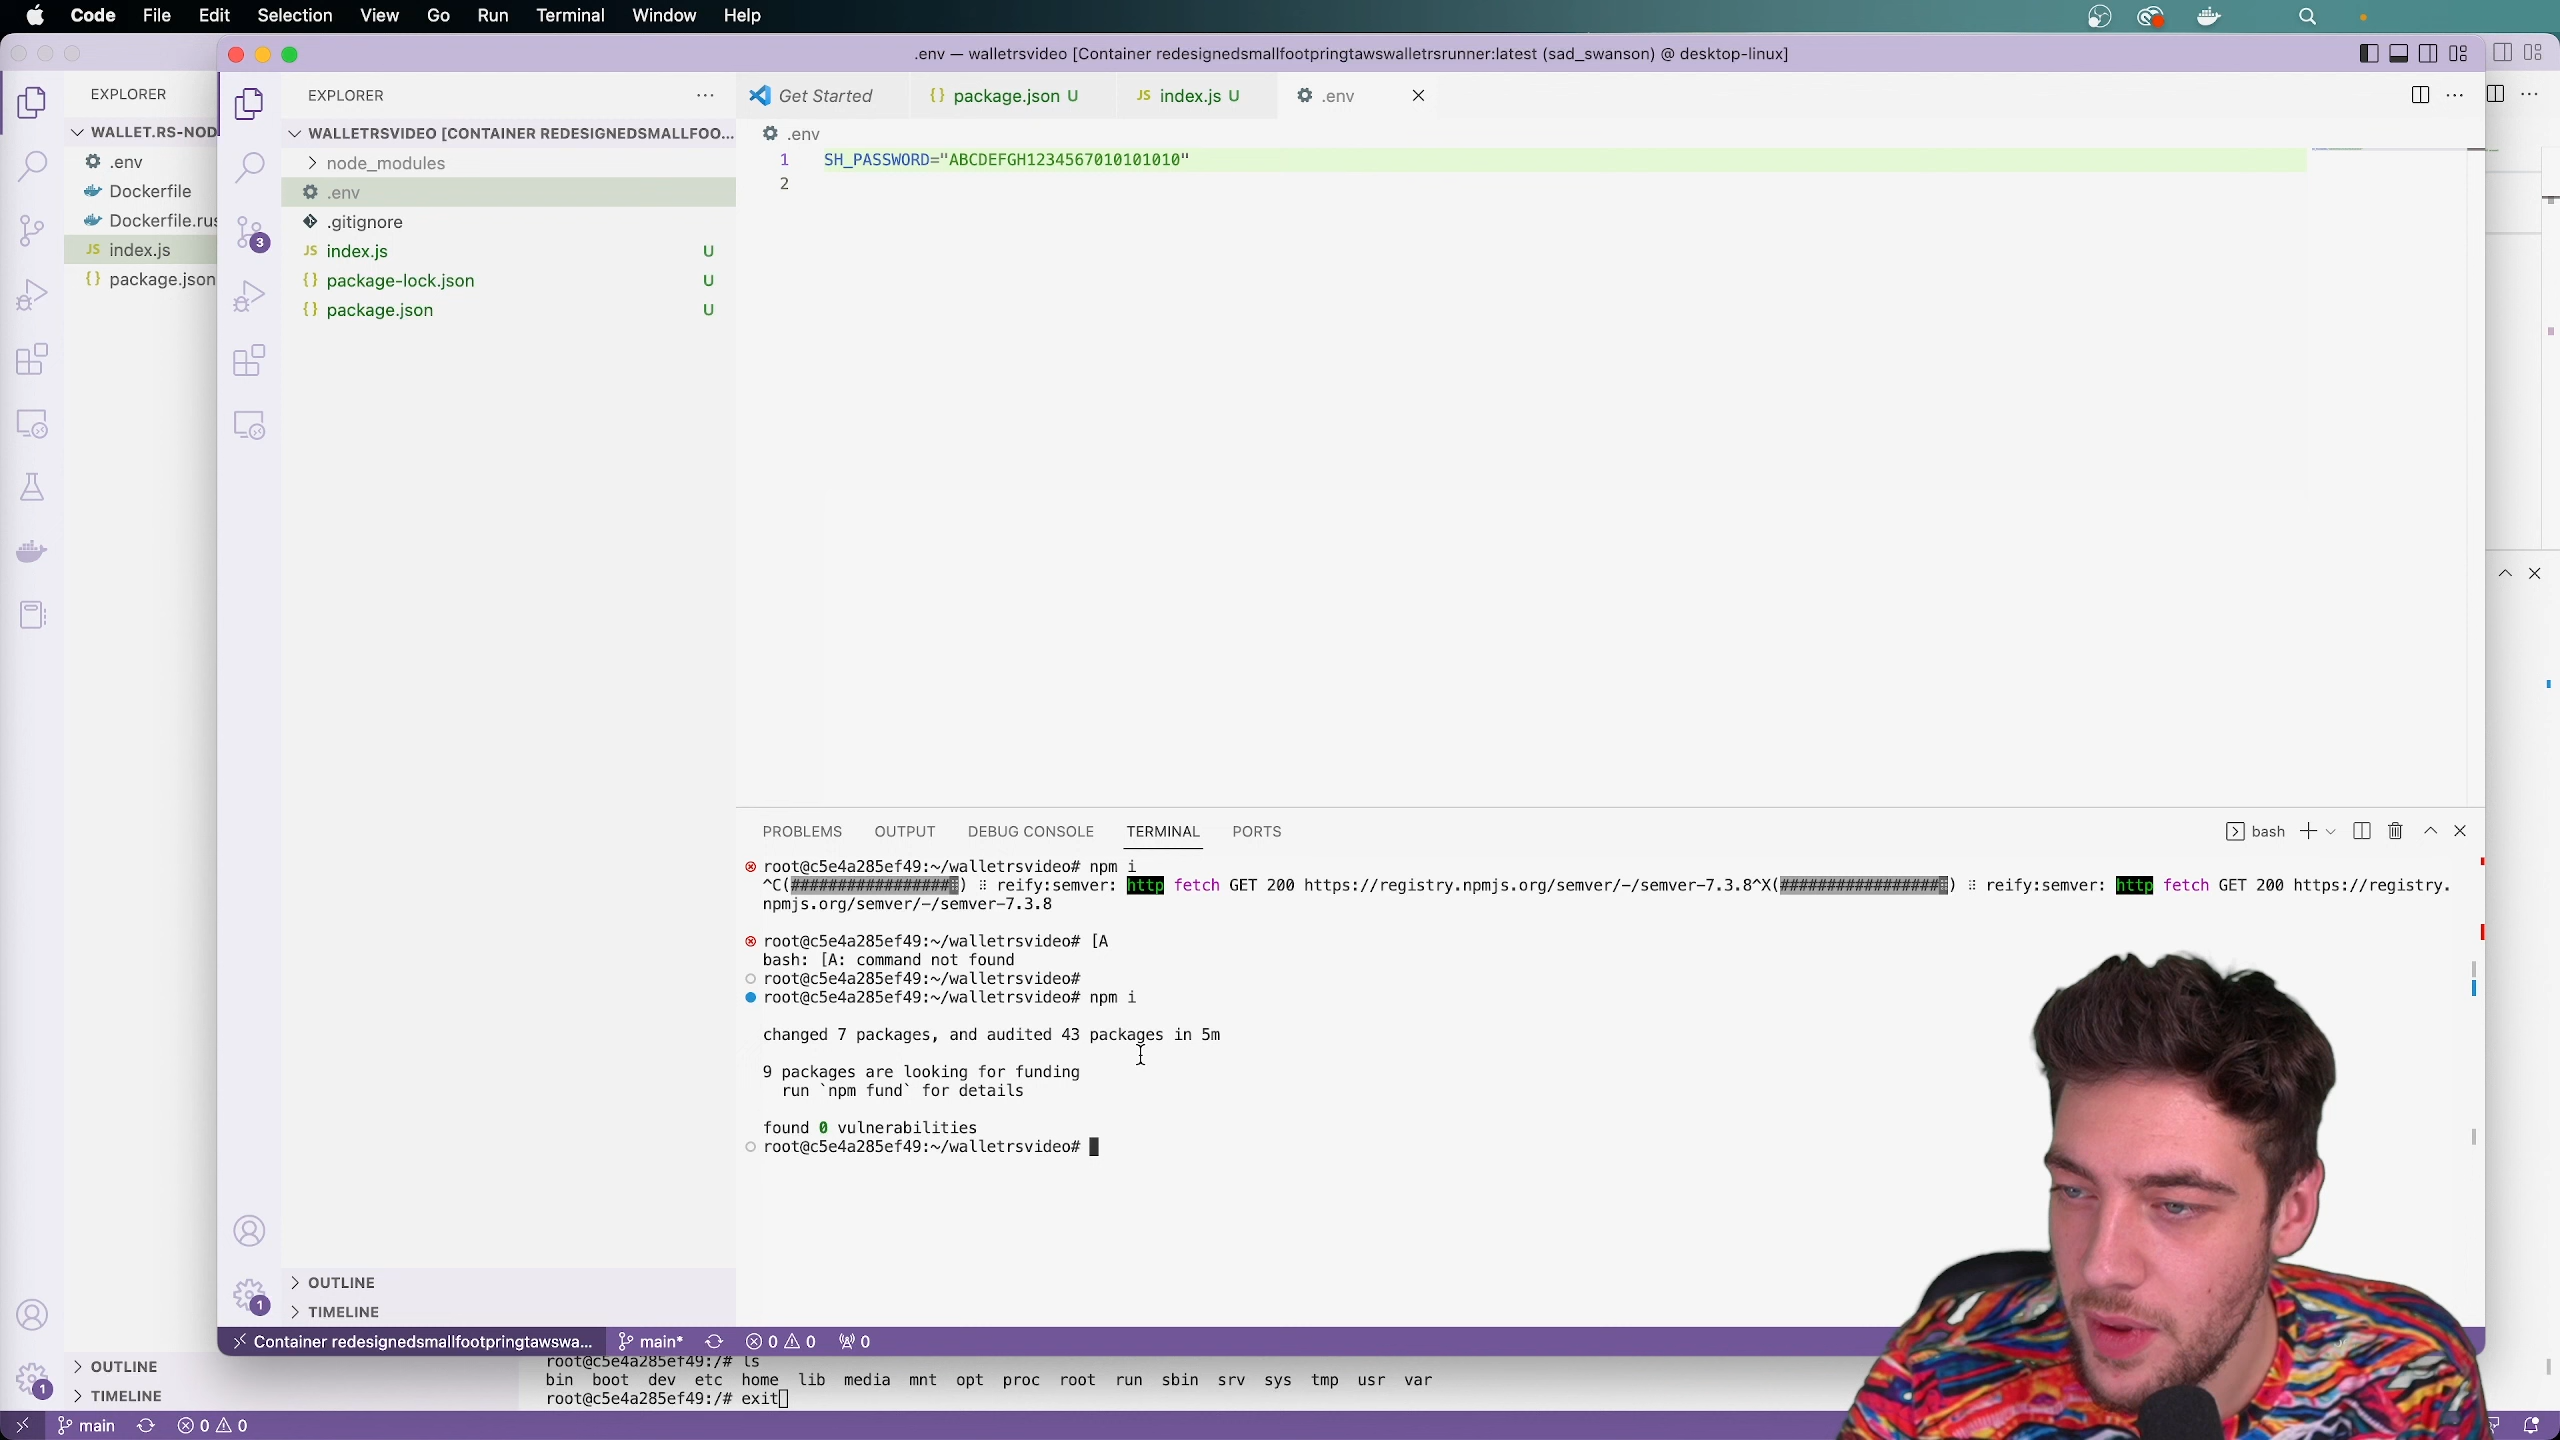 Code File Edit Selection View Go Run Terminal Window Help
.env — walletrsvideo [Container redesignedsmallfootpringtawswalletrsrunner:latest (sad_swanson) @ desktop-linux]
EXPLORER
WALLET.RS-NOD
.env
Dockerfile
Dockerfile.rus
JS index.js
{} package.json
OUTLINE
TIMELINE
1
EXPLORER
WALLETRSVIDEO [CONTAINER REDESIGNEDSMALLFOO...
node_modules
.env
.gitignore
JS index.js U
{} package-lock.json U
{} package.json U
3
OUTLINE
TIMELINE
1
Get Started {} package.json U JS index.js U .env
.env
1 SH_PASSWORD="ABCDEFGH1234567010101010"
2
PROBLEMS OUTPUT DEBUG CONSOLE TERMINAL PORTS
bash
root@c5e4a285ef49:~/walletrsvideo# npm i
^C(#################⠿) ⠿ reify:semver: http fetch GET 200 https://registry.npmjs.org/semver/-/semver-7.3.8^X(#################⠿) ⠿ reify:semver: http fetch GET 200 https://registry.
npmjs.org/semver/-/semver-7.3.8
root@c5e4a285ef49:~/walletrsvideo# [A
bash: [A: command not found
root@c5e4a285ef49:~/walletrsvideo#
root@c5e4a285ef49:~/walletrsvideo# npm i
changed 7 packages, and audited 43 packages in 5m
9 packages are looking for funding
run `npm fund` for details
found 0 vulnerabilities
root@c5e4a285ef49:~/walletrsvideo#
Container redesignedsmallfootpringtawswa... main* 0 0 0
root@c5e4a285ef49:/# ls
bin boot dev etc home lib media mnt opt proc root run sbin srv sys tmp usr var
root@c5e4a285ef49:/# exit
main 0 0